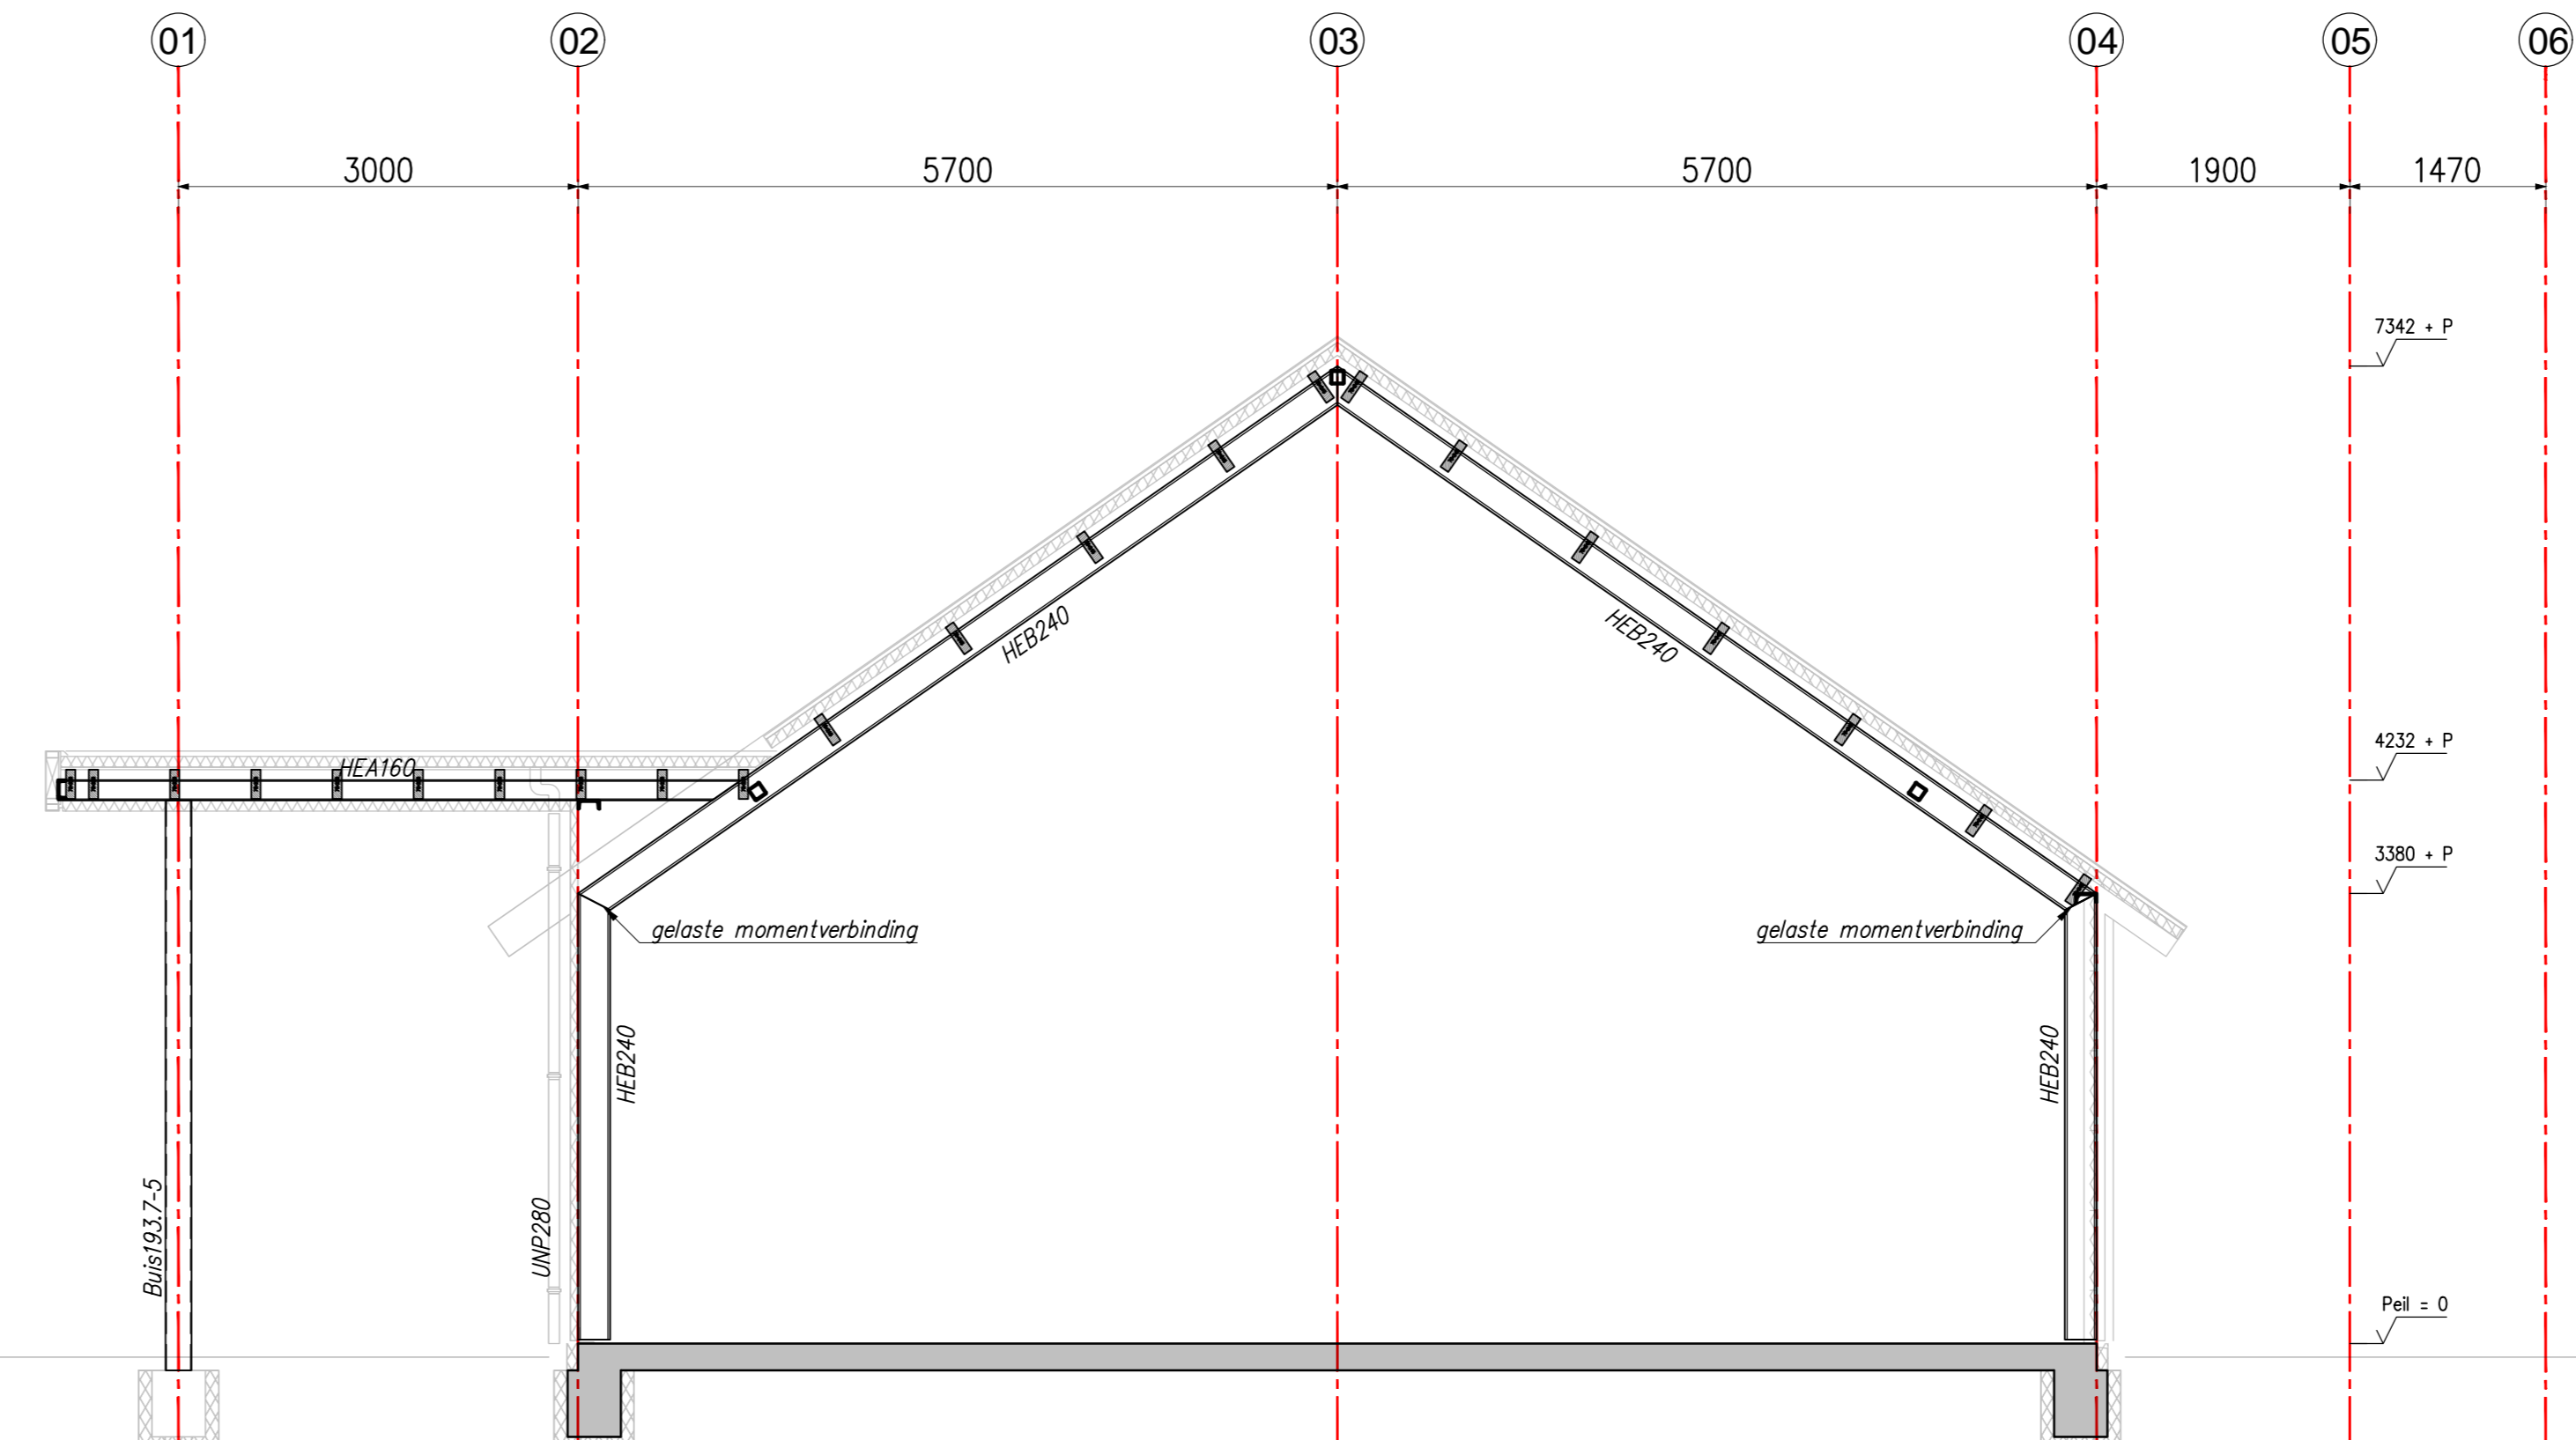 01
02
03
04
05
06
3000
5700
5700
1900
1470
7342 + P
HEB240
HEB240
4232 + P
HEA160
3380 + P
gelaste momentverbinding
gelaste momentverbinding
HEB240
HEB240
Buis193.7-5
UNP280
Peil = 0